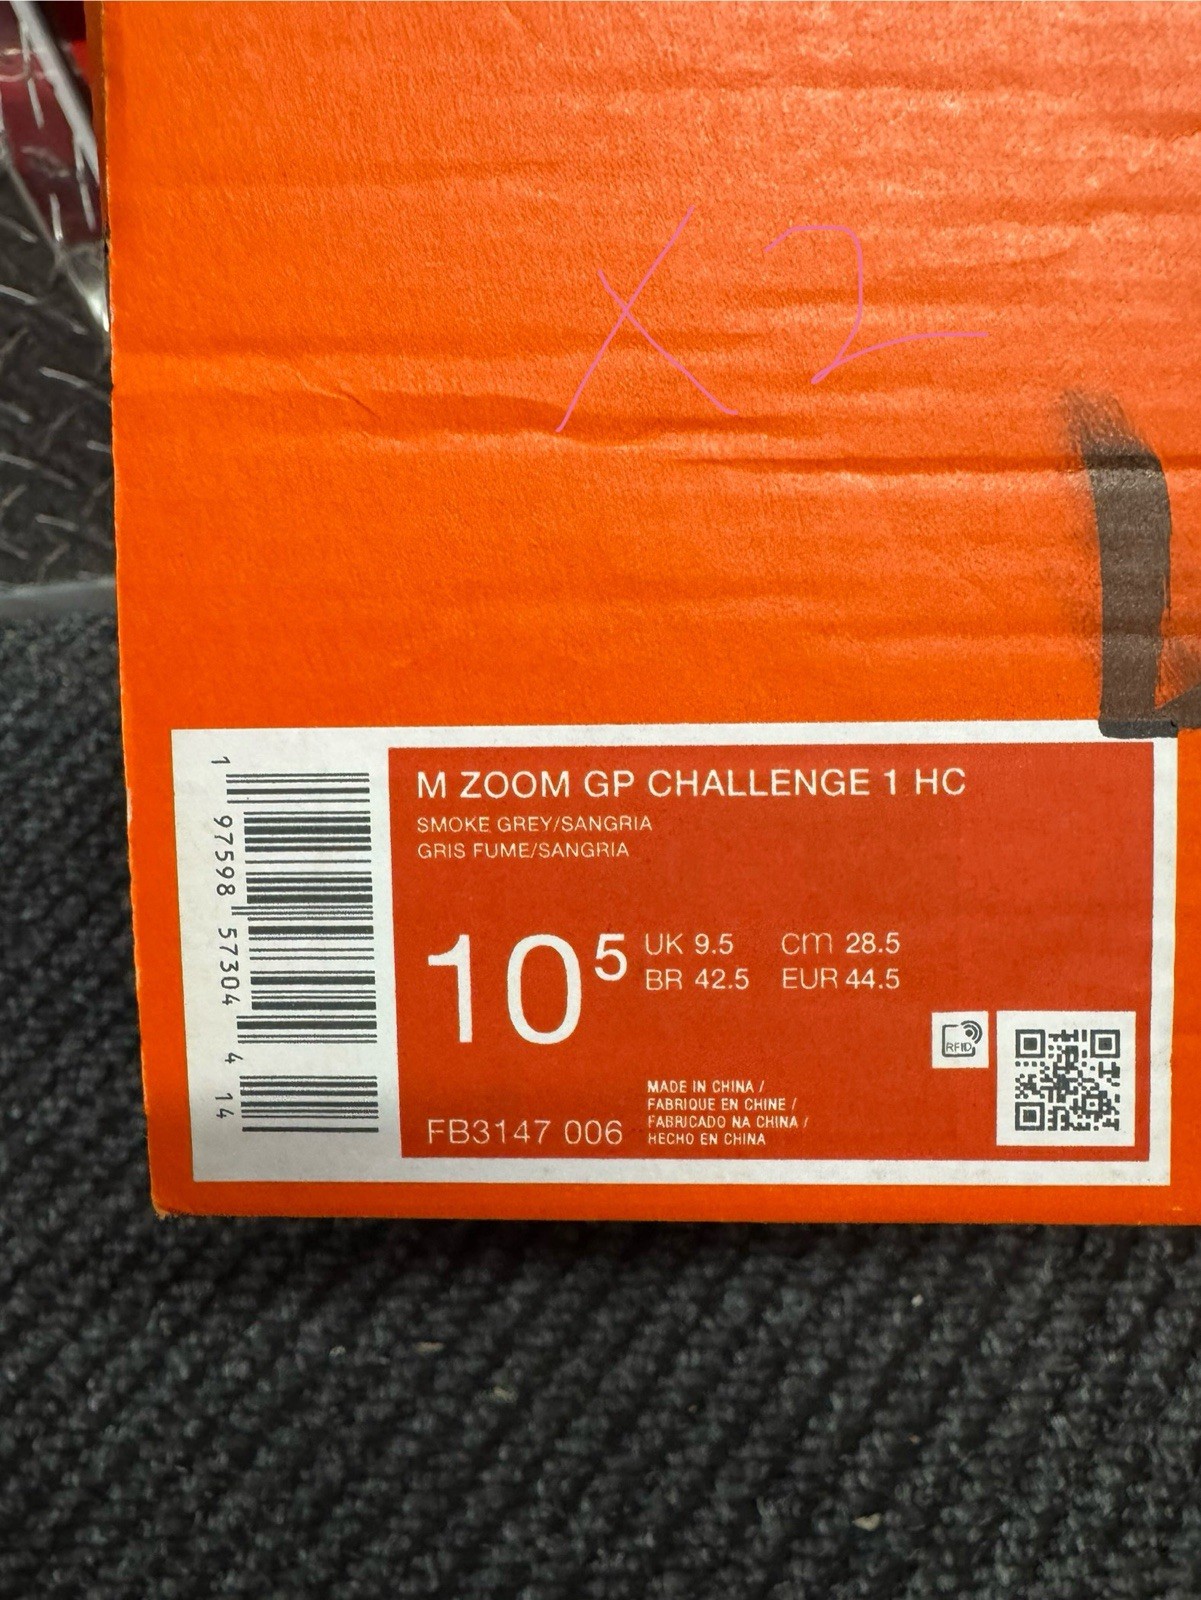 X2
M ZOOM GP CHALLENGE 1 HC
SMOKE GREY/SANGRIA
GRIS FUME/SANGRIA
10⁵
UK 9.5 cm 28.5
BR 42.5 EUR 44.5
RFID
MADE IN CHINA /
FABRIQUE EN CHINE /
FABRICADO NA CHINA /
HECHO EN CHINA
FB3147 006
1 97598 57304 4 14